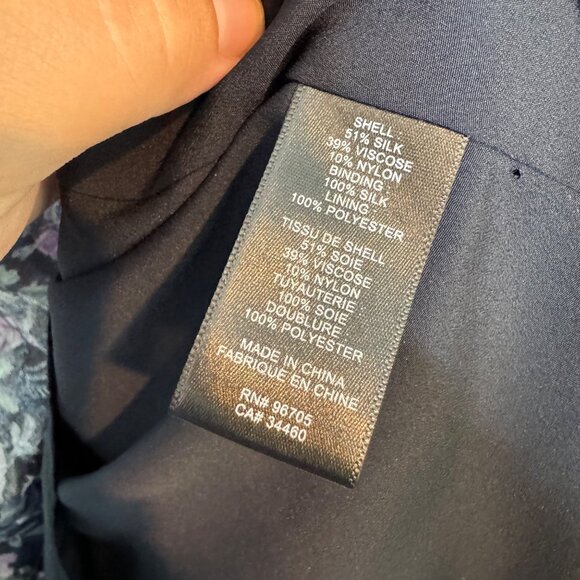 SHELL
51% SILK
39% VISCOSE
10% NYLON
BINDING
100% SILK
LINING
100% POLYESTER
TISSU DE SHELL
51% SOIE
39% VISCOSE
10% NYLON
TUYAUTERIE
100% SOIE
DOUBLURE
100% POLYESTER
MADE IN CHINA
FABRIQUE EN CHINE
RN# 96705
CA# 34460